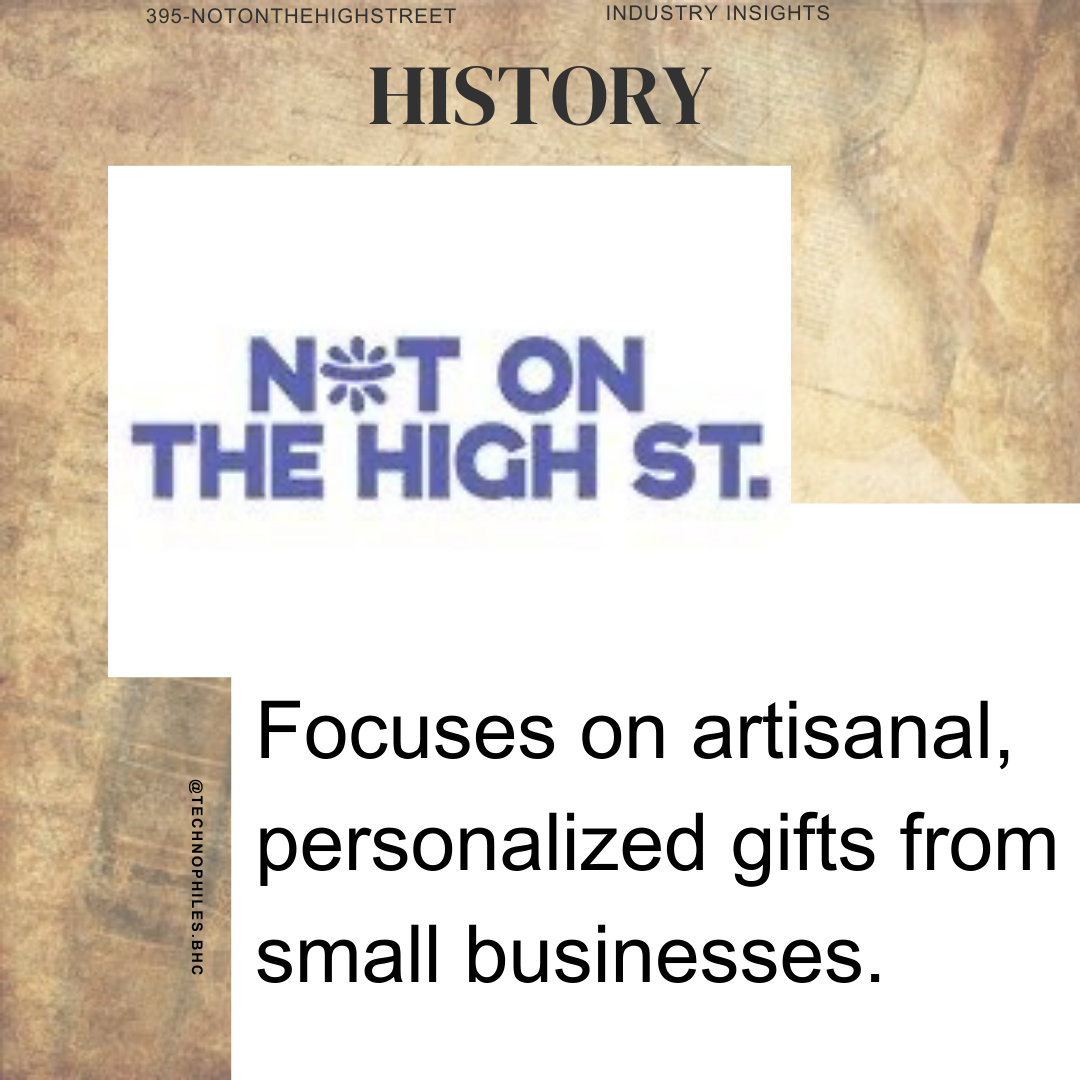 395-NOTONTHEHIGHSTREET
INDUSTRY INSIGHTS
HISTORY
NOT ON
THE HIGH ST.
Focuses on artisanal,
personalized gifts from
small businesses.
@TECHNOPHILES.BHC